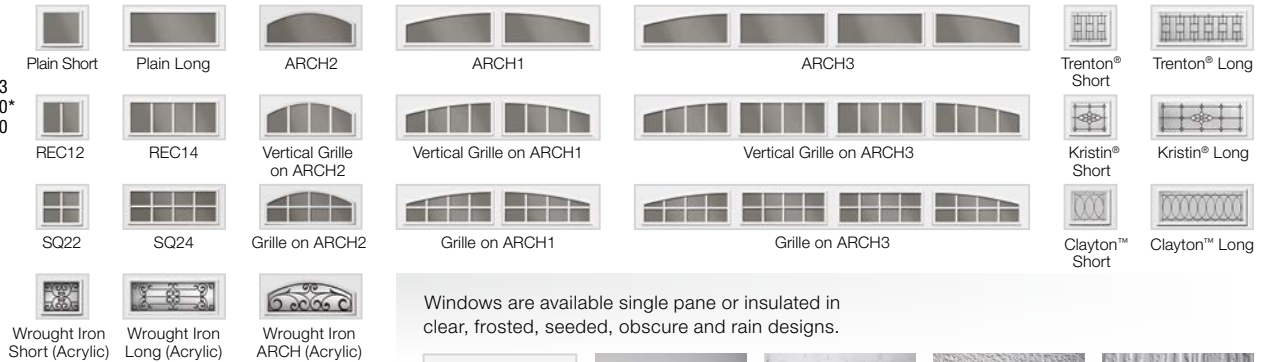 Plain Short
Plain Long
ARCH2
ARCH1
ARCH3
Trenton®
Short
Trenton® Long
3
0*
0
REC12
REC14
Vertical Grille
on ARCH2
Vertical Grille on ARCH1
Vertical Grille on ARCH3
Kristin®
Short
Kristin® Long
SQ22
SQ24
Grille on ARCH2
Grille on ARCH1
Grille on ARCH3
Clayton™
Short
Clayton™ Long
Wrought Iron
Short (Acrylic)
Wrought Iron
Long (Acrylic)
Wrought Iron
ARCH (Acrylic)
Windows are available single pane or insulated in
clear, frosted, seeded, obscure and rain designs.